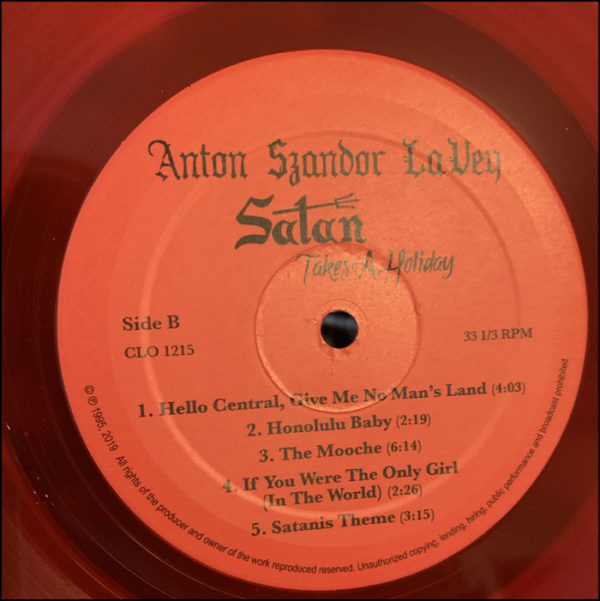 Anton Szandor LaVey
Satan
Takes A Holiday
Side B
CLO 1215
33 1/3 RPM
1. Hello Central, Give Me No Man's Land (4:03)
2. Honolulu Baby (2:19)
3. The Mooche (6:14)
4. If You Were The Only Girl
(In The World) (2:26)
5. Satanis Theme (3:15)
© ℗ 1995, 2019 All rights of the producer and owner of the work reproduced reserved. Unauthorized copying, lending, hiring, public performance and broadcast prohibited